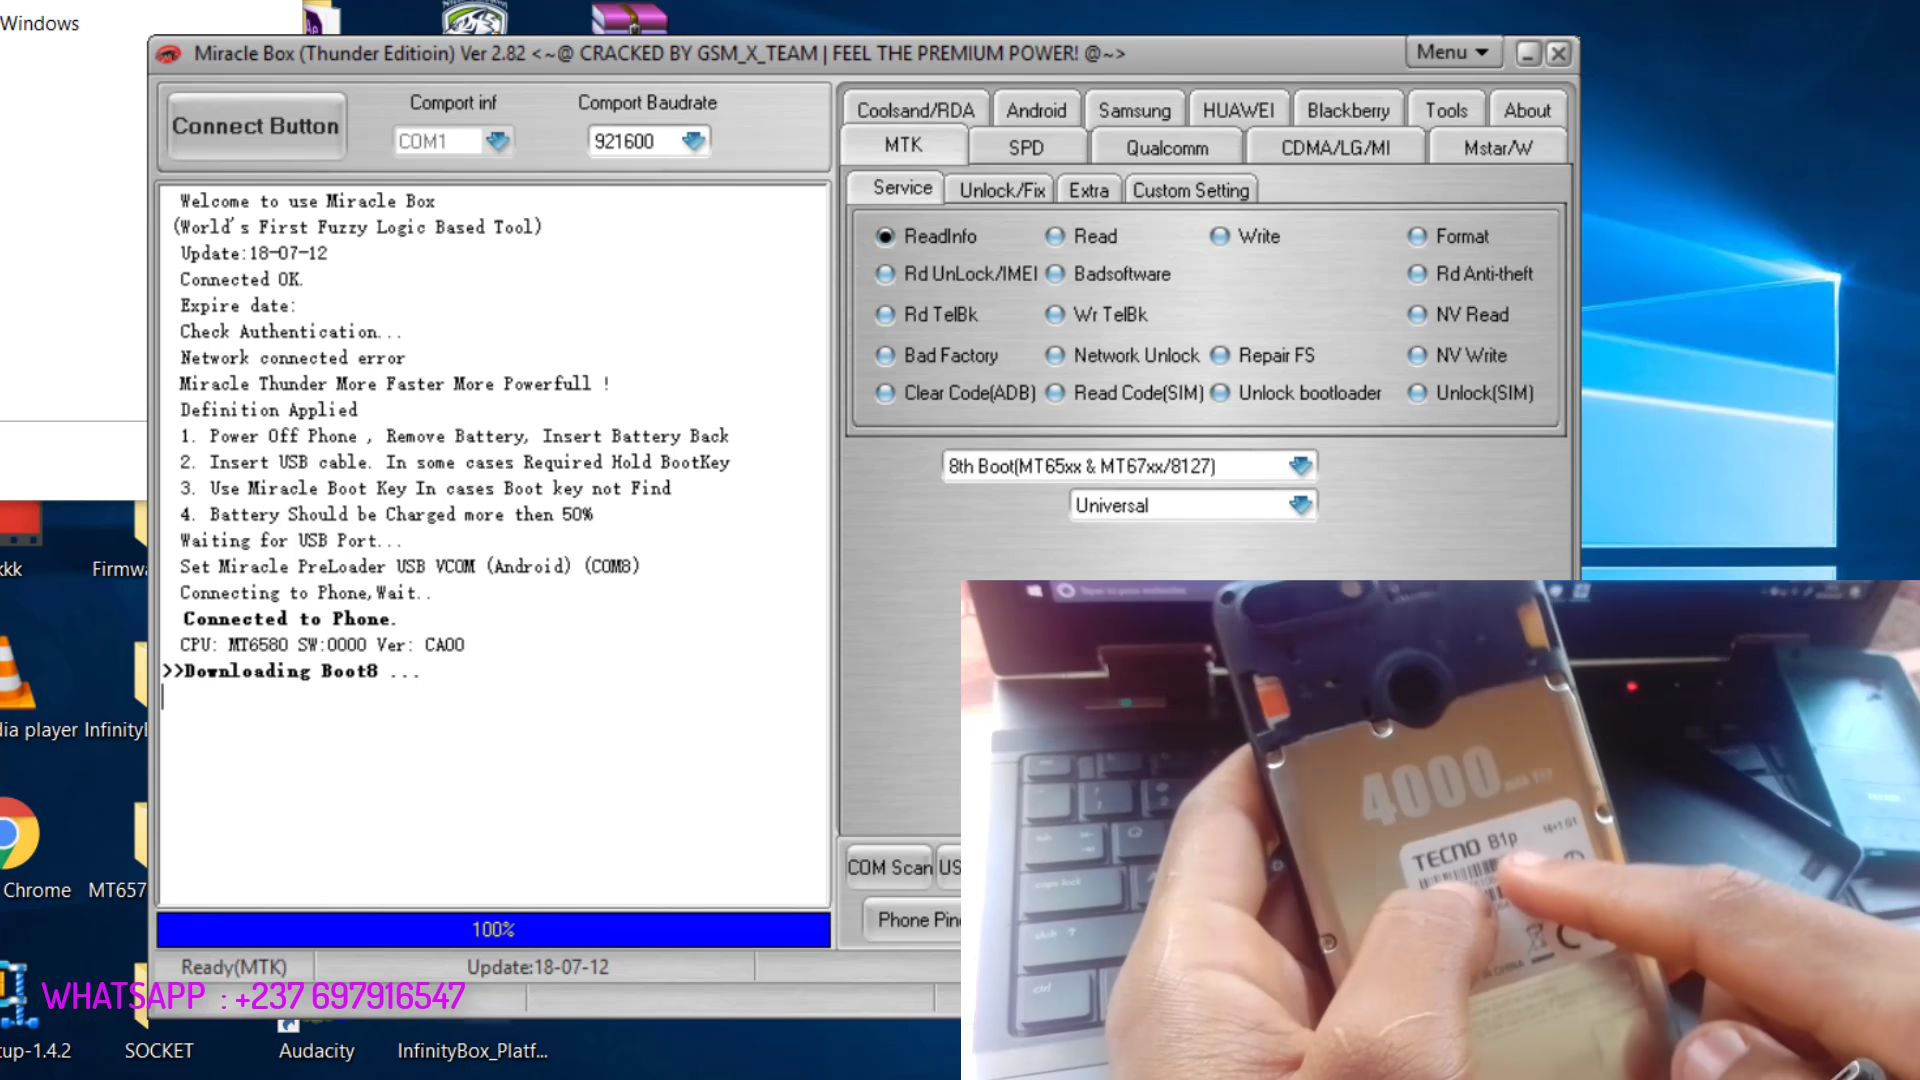 Windows
Miracle Box (Thunder Editioin) Ver 2.82 <~@ CRACKED BY GSM_X_TEAM | FEEL THE PREMIUM POWER! @~>
Menu
Connect Button
Comport inf
Comport Baudrate
COM1
921600
Coolsand/RDA
Android
Samsung
HUAWEI
Blackberry
Tools
About
MTK
SPD
Qualcomm
CDMA/LG/MI
Mstar/W
Service
Unlock/Fix
Extra
Custom Setting
ReadInfo
Read
Write
Format
Rd UnLock/IMEI
Badsoftware
Rd Anti-theft
Rd TelBk
Wr TelBk
NV Read
Bad Factory
Network Unlock
Repair FS
NV Write
Clear Code(ADB)
Read Code(SIM)
Unlock bootloader
Unlock(SIM)
8th Boot(MT65xx & MT67xx/8127)
Universal
Welcome to use Miracle Box
(World's First Fuzzy Logic Based Tool)
Update:18-07-12
Connected OK.
Expire date:
Check Authentication...
Network connected error
Miracle Thunder More Faster More Powerfull !
Definition Applied
1. Power Off Phone , Remove Battery, Insert Battery Back
2. Insert USB cable. In some cases Required Hold BootKey
3. Use Miracle Boot Key In cases Boot key not Find
4. Battery Should be Charged more then 50%
Waiting for USB Port...
Set Miracle PreLoader USB VCOM (Android) (COM8)
Connecting to Phone,Wait..
Connected to Phone.
CPU: MT6580 SW:0000 Ver: CA00
>>Downloading Boot8 ...
COM Scan
US
Phone Pin
100%
Ready(MTK)
Update:18-07-12
WHATSAPP : +237 697916547
kkk
Firmwa
dia player
InfinityB
Chrome
MT657
tup-1.4.2
SOCKET
Audacity
InfinityBox_Platf...
4000
TECNO B1p